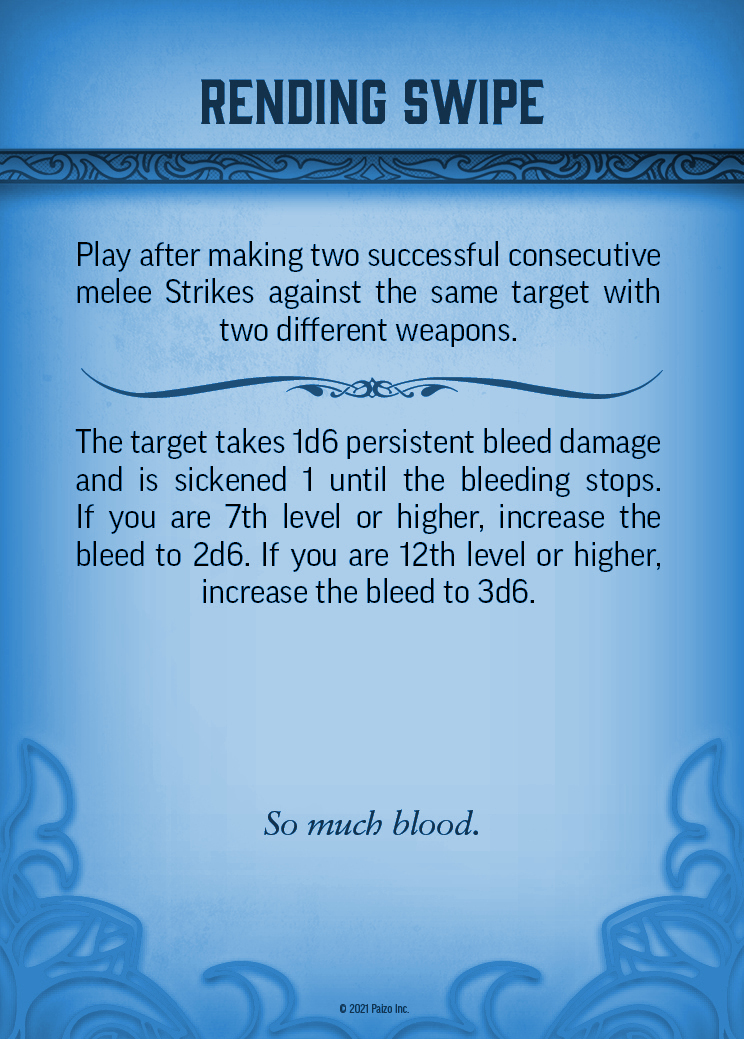 RENDING SWIPE
Play after making two successful consecutive
melee Strikes against the same target with
two different weapons.
The target takes 1d6 persistent bleed damage
and is sickened 1 until the bleeding stops.
If you are 7th level or higher, increase the
bleed to 2d6. If you are 12th level or higher,
increase the bleed to 3d6.
So much blood.
© 2021 Paizo Inc.